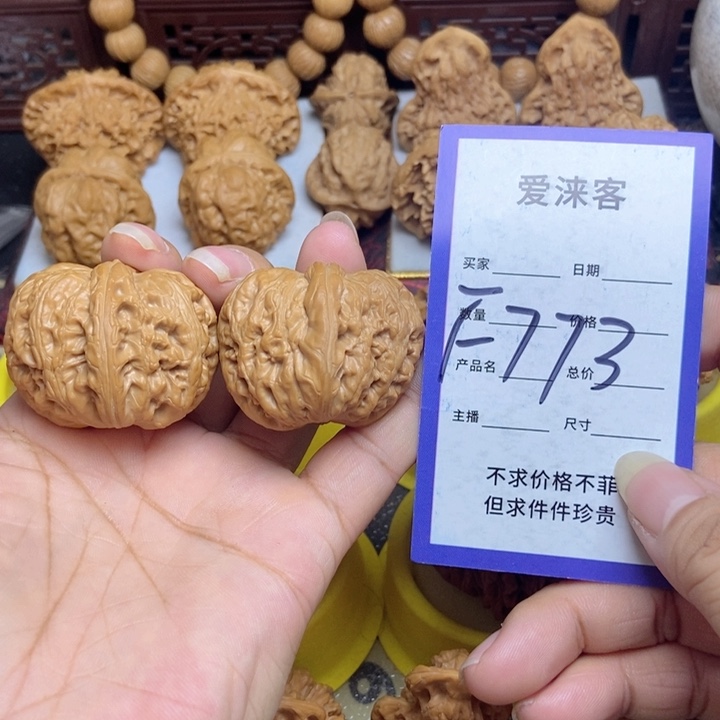 爱涞客
买家 日期
数量 价格
F-773
产品名 总价
主播 尺寸
不求价格不菲
但求件件珍贵